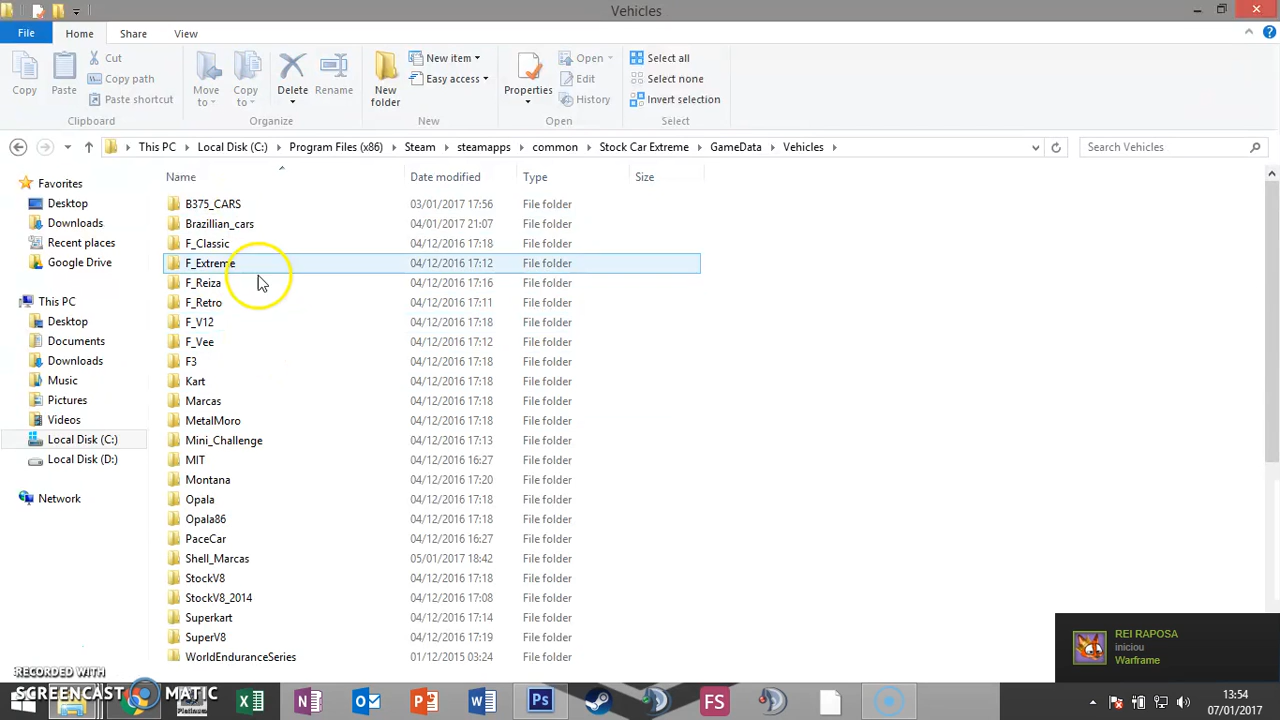 Vehicles
File Home Share View
Copy Paste Cut Copy path Paste shortcut Move to Copy to Delete Rename New folder New item Easy access Properties Open Edit History Select all Select none Invert selection
Clipboard Organize New Open Select
This PC Local Disk (C:) Program Files (x86) Steam steamapps common Stock Car Extreme GameData Vehicles Search Vehicles
Name Date modified Type Size
Favorites
Desktop
Downloads
Recent places
Google Drive
This PC
Desktop
Documents
Downloads
Music
Pictures
Videos
Local Disk (C:)
Local Disk (D:)
Network
B375_CARS 03/01/2017 17:56 File folder
Brazillian_cars 04/01/2017 21:07 File folder
F_Classic 04/12/2016 17:18 File folder
F_Extreme 04/12/2016 17:12 File folder
F_Reiza 04/12/2016 17:16 File folder
F_Retro 04/12/2016 17:11 File folder
F_V12 04/12/2016 17:18 File folder
F_Vee 04/12/2016 17:12 File folder
F3 04/12/2016 17:18 File folder
Kart 04/12/2016 17:18 File folder
Marcas 04/12/2016 17:18 File folder
MetalMoro 04/12/2016 17:18 File folder
Mini_Challenge 04/12/2016 17:13 File folder
MIT 04/12/2016 16:27 File folder
Montana 04/12/2016 17:20 File folder
Opala 04/12/2016 17:18 File folder
Opala86 04/12/2016 17:18 File folder
PaceCar 04/12/2016 16:27 File folder
Shell_Marcas 05/01/2017 18:42 File folder
StockV8 04/12/2016 17:18 File folder
StockV8_2014 04/12/2016 17:08 File folder
Superkart 04/12/2016 17:14 File folder
SuperV8 04/12/2016 17:19 File folder
WorldEnduranceSeries 01/12/2015 03:24 File folder
REI RAPOSA
iniciou
Warframe
RECORDED WITH
SCREENCAST MATIC
Ps
FS
13:54
07/01/2017